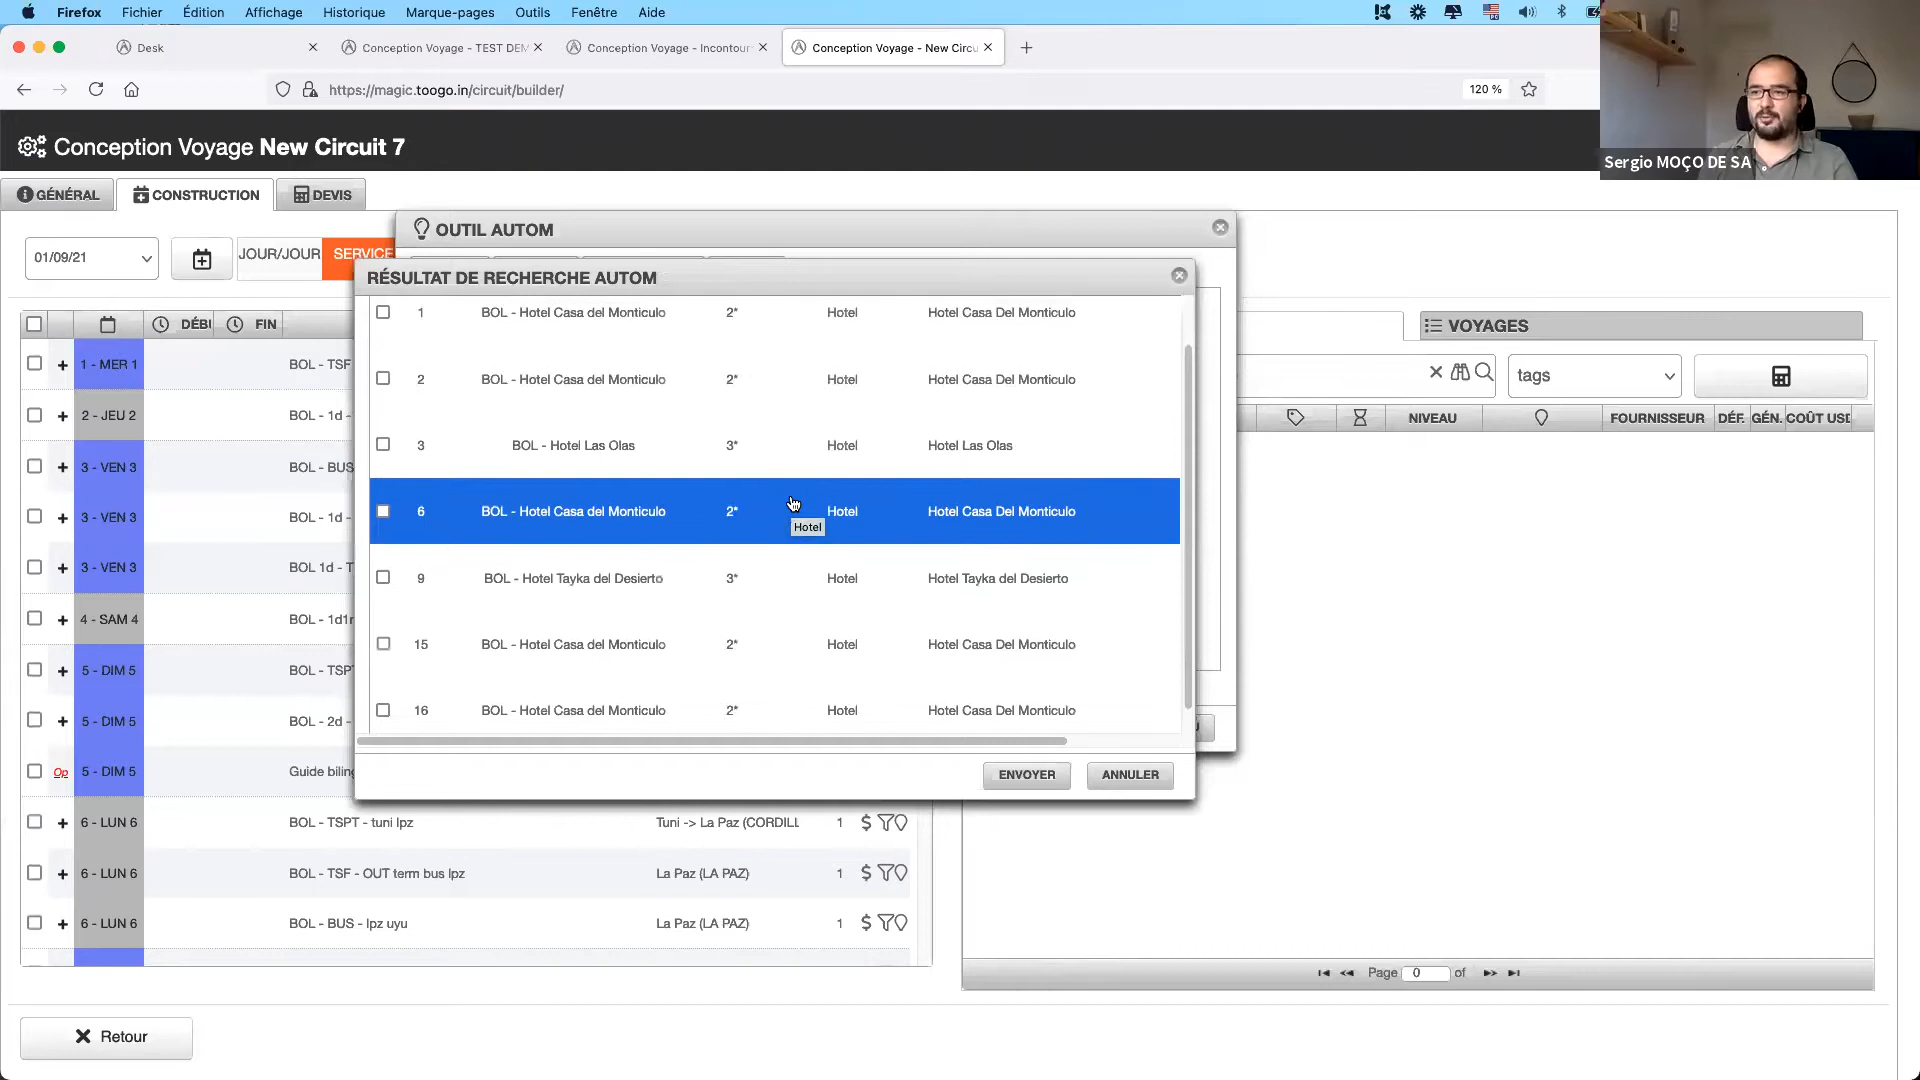 Firefox Fichier Édition Affichage Historique Marque-pages Outils Fenêtre Aide
Desk
Conception Voyage - TEST DEM
Conception Voyage - Incontour
Conception Voyage - New Circu
https://magic.toogo.in/circuit/builder/
120 %
Sergio MOÇO DE SA
Conception Voyage New Circuit 7
GÉNÉRAL
CONSTRUCTION
DEVIS
OUTIL AUTOM
01/09/21
JOUR/JOUR
SERVICE
RÉSULTAT DE RECHERCHE AUTOM
1 BOL - Hotel Casa del Monticulo 2* Hotel Hotel Casa Del Monticulo
2 BOL - Hotel Casa del Monticulo 2* Hotel Hotel Casa Del Monticulo
3 BOL - Hotel Las Olas 3* Hotel Hotel Las Olas
6 BOL - Hotel Casa del Monticulo 2* Hotel Hotel Casa Del Monticulo
Hotel
9 BOL - Hotel Tayka del Desierto 3* Hotel Hotel Tayka del Desierto
15 BOL - Hotel Casa del Monticulo 2* Hotel Hotel Casa Del Monticulo
16 BOL - Hotel Casa del Monticulo 2* Hotel Hotel Casa Del Monticulo
ENVOYER
ANNULER
VOYAGES
tags
NIVEAU FOURNISSEUR DÉF. GÉN. COÛT USD
DÉBU FIN
1 - MER 1 BOL - TSF
2 - JEU 2 BOL - 1d -
3 - VEN 3 BOL - BUS
3 - VEN 3 BOL - 1d -
3 - VEN 3 BOL 1d - T
4 - SAM 4 BOL - 1d1n
5 - DIM 5 BOL - TSPT
5 - DIM 5 BOL - 2d -
Op 5 - DIM 5 Guide biling
6 - LUN 6 BOL - TSPT - tuni lpz Tuni -> La Paz (CORDILL 1 $
6 - LUN 6 BOL - TSF - OUT term bus lpz La Paz (LA PAZ) 1 $
6 - LUN 6 BOL - BUS - lpz uyu La Paz (LA PAZ) 1 $
Page 0 of
Retour